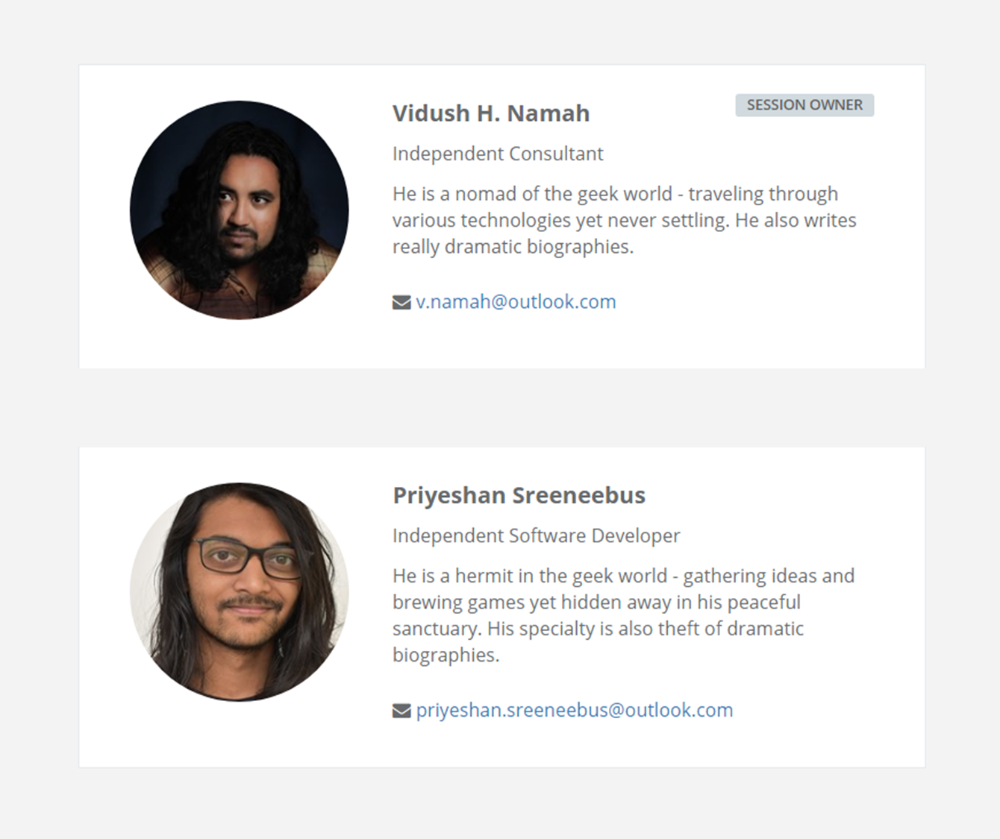 Vidush H. Namah
SESSION OWNER
Independent Consultant
He is a nomad of the geek world - traveling through
various technologies yet never settling. He also writes
really dramatic biographies.
v.namah@outlook.com
Priyeshan Sreeneebus
Independent Software Developer
He is a hermit in the geek world - gathering ideas and
brewing games yet hidden away in his peaceful
sanctuary. His specialty is also theft of dramatic
biographies.
priyeshan.sreeneebus@outlook.com